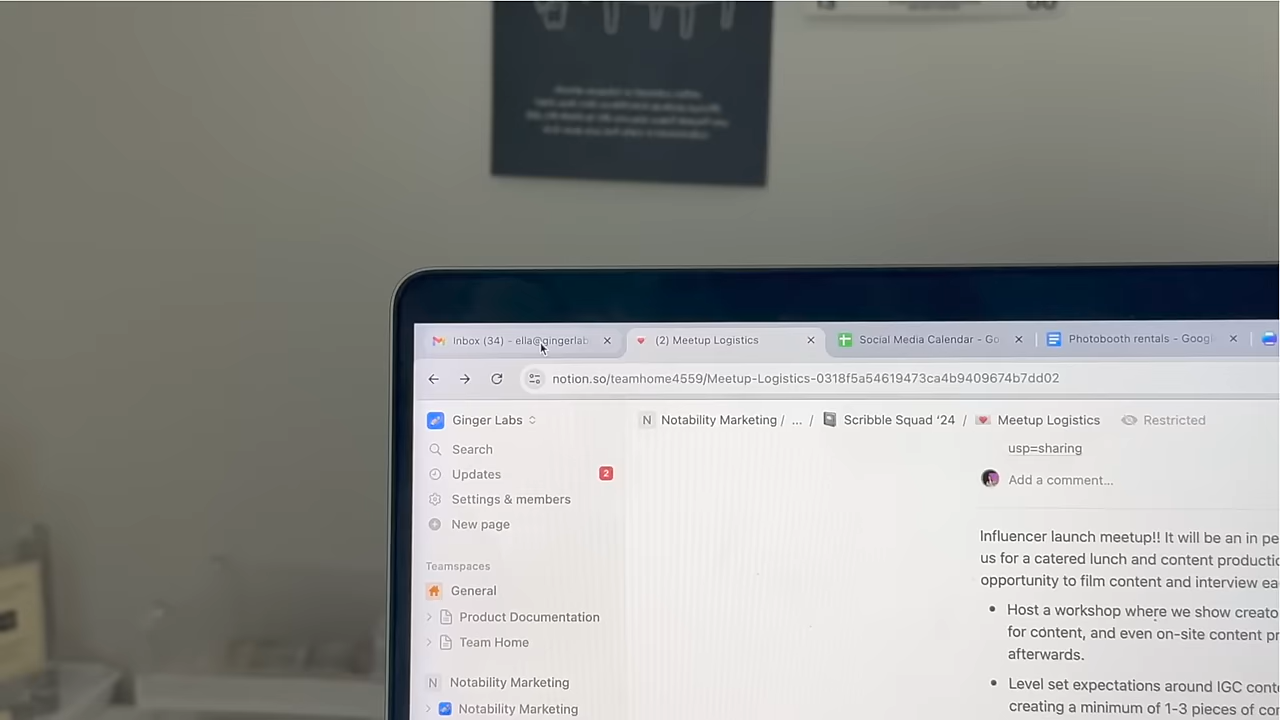 Inbox (34) - ella@gingerlab
(2) Meetup Logistics
Social Media Calendar - Go
Photobooth rentals - Googl
notion.so/teamhome4559/Meetup-Logistics-0318f5a54619473ca4b9409674b7dd02
Ginger Labs
N Notability Marketing / ... / Scribble Squad '24 / Meetup Logistics Restricted
Search
usp=sharing
Updates 2
Add a comment...
Settings & members
New page
Influencer launch meetup!! It will be an in pe
us for a catered lunch and content productio
opportunity to film content and interview ea
Teamspaces
General
• Host a workshop where we show creato
for content, and even on-site content pr
afterwards.
Product Documentation
Team Home
N Notability Marketing
• Level set expectations around IGC conte
creating a minimum of 1-3 pieces of con
Notability Marketing